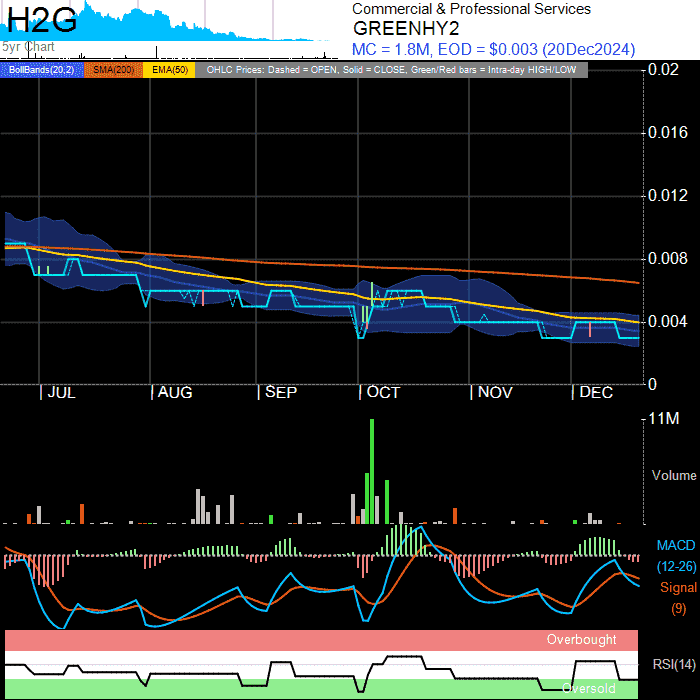 H2G
5yr Chart
Commercial & Professional Services
GREENHY2
MC = 1.8M, EOD = $0.003 (20Dec2024)
BollBands(20,2) SMA(200) EMA(50) OHLC Prices: Dashed = OPEN, Solid = CLOSE, Green/Red bars = Intra-day HIGH/LOW
0.02
0.016
0.012
0.008
0.004
0
JUL AUG SEP OCT NOV DEC
11M
Volume
MACD
(12-26)
Signal
(9)
Overbought
RSI(14)
Oversold